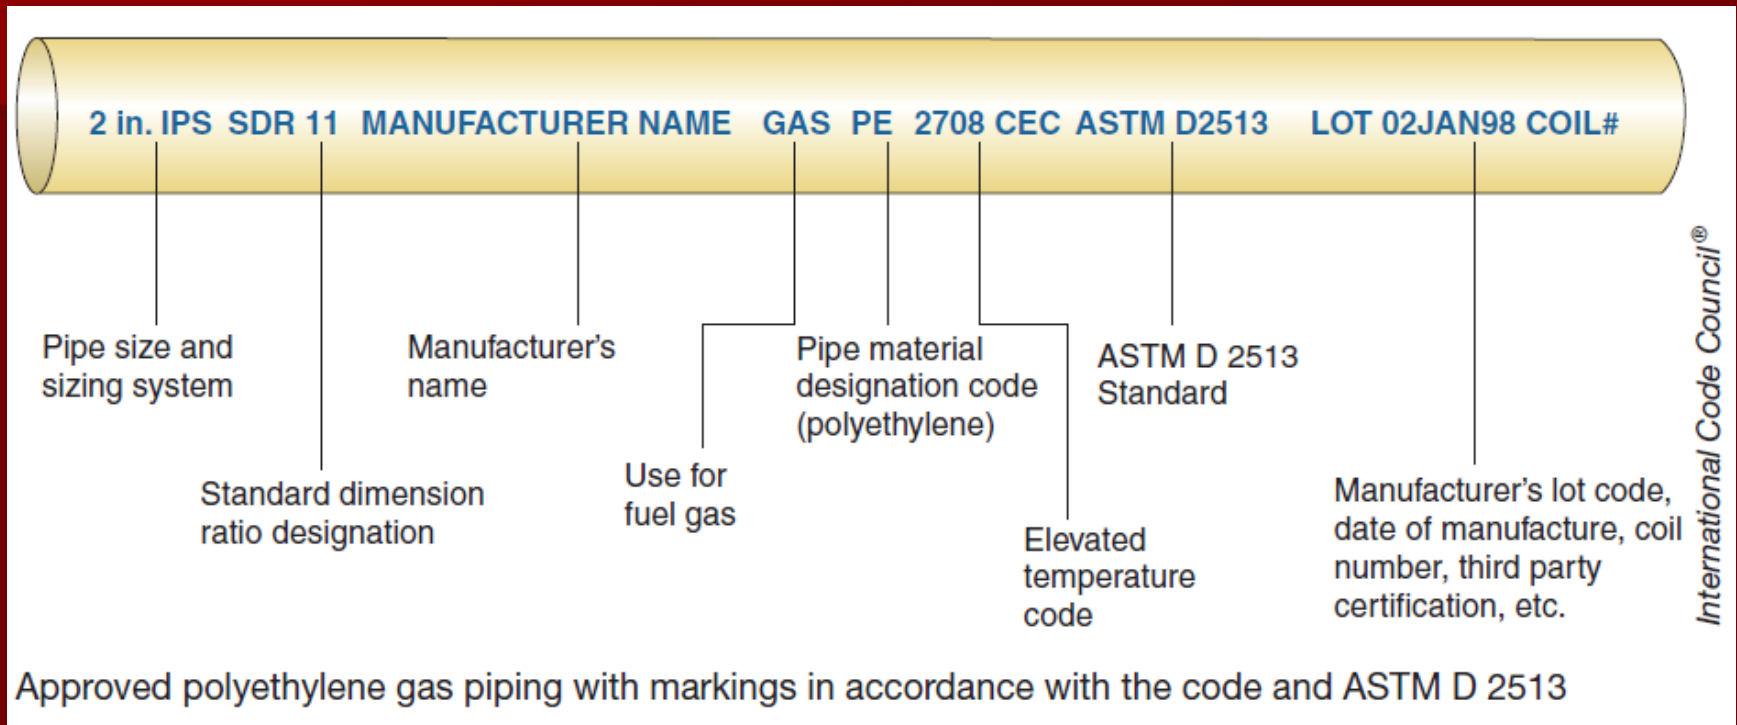 2 in. IPS SDR 11 MANUFACTURER NAME GAS PE 2708 CEC ASTM D2513 LOT 02JAN98 COIL#
Pipe size and
sizing system
Standard dimension
ratio designation
Manufacturer’s
name
Use for
fuel gas
Pipe material
designation code
(polyethylene)
Elevated
temperature
code
ASTM D 2513
Standard
Manufacturer’s lot code,
date of manufacture, coil
number, third party
certification, etc.
International Code Council®
Approved polyethylene gas piping with markings in accordance with the code and ASTM D 2513